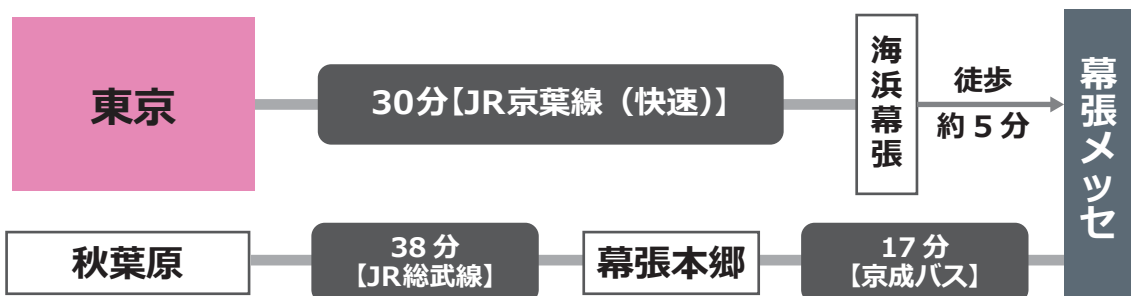 東京
30分【JR京葉線（快速）】
海浜幕張
徒歩
約5分
幕張メッセ
秋葉原
38分
【JR総武線】
幕張本郷
17分
【京成バス】